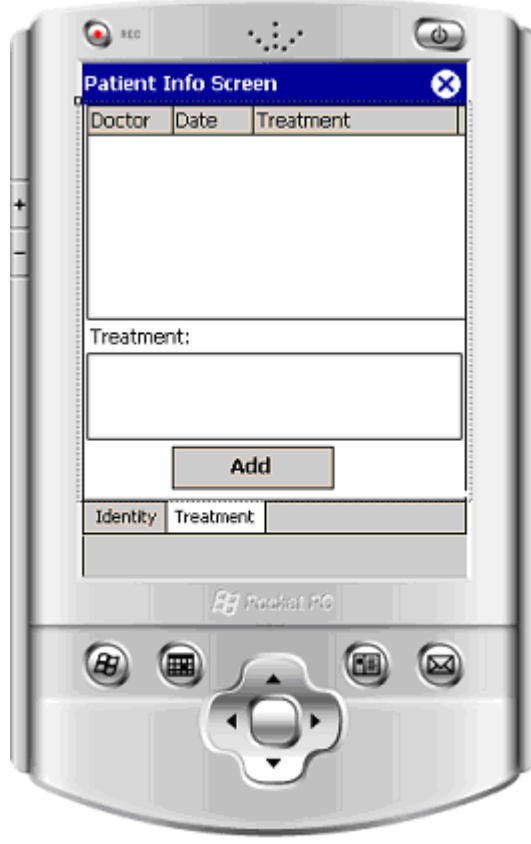 REC
Patient Info Screen
Doctor Date Treatment
Treatment:
Add
Identity Treatment
Pocket PC